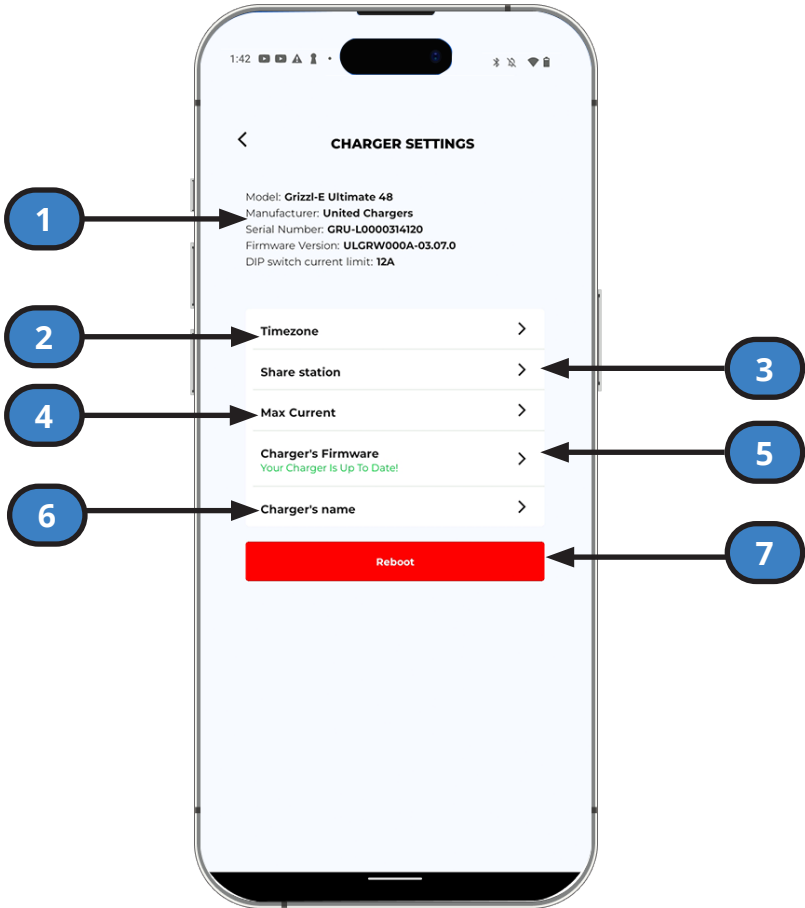 1:42
CHARGER SETTINGS
Model: Grizzl-E Ultimate 48
Manufacturer: United Chargers
1
Serial Number: GRU-L0000314120
Firmware Version: ULGRW000A-03.07.0
DIP switch current limit: 12A
2
Timezone
Share station
3
4
Max Current
Charger's Firmware
Your Charger Is Up To Date!
5
6
Charger's name
Reboot
7